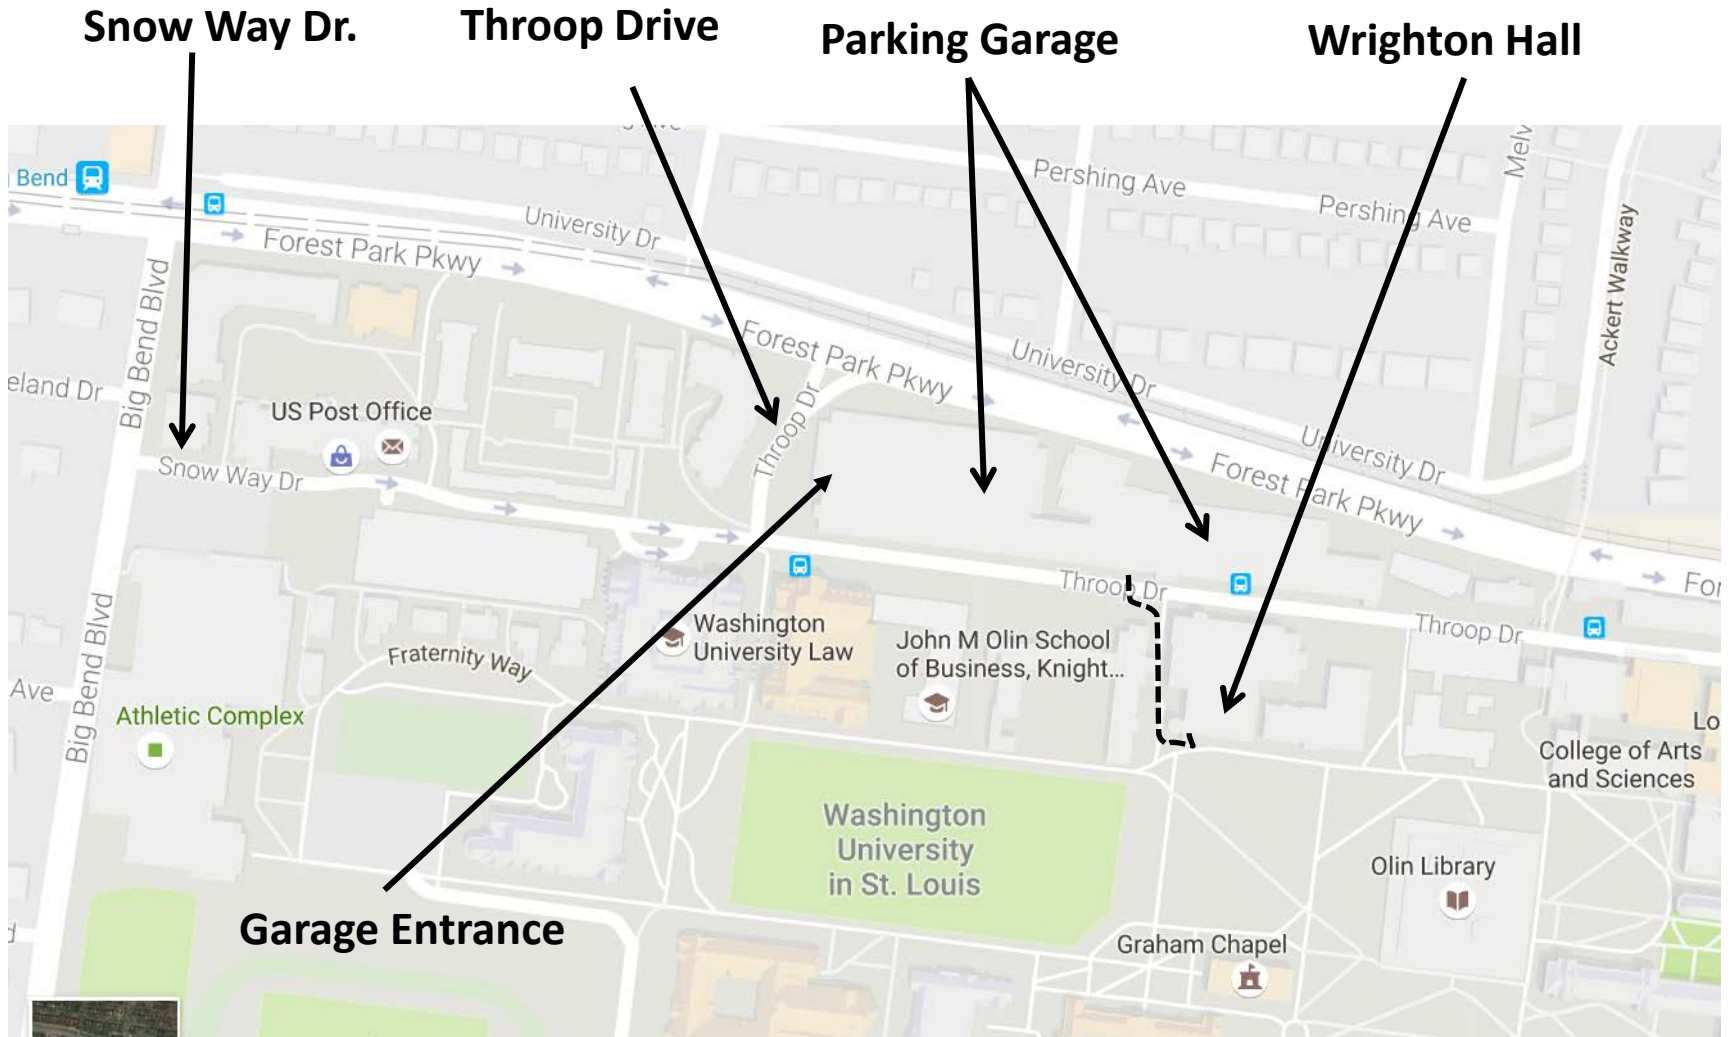 Snow Way Dr.
Throop Drive
Parking Garage
Wrighton Hall
Bend
Pershing Ave
Pershing Ave
Melv
University Dr
Forest Park Pkwy
Ackert Walkway
Big Bend Blvd
Forest Park Pkwy
University Dr
eland Dr
US Post Office
Throop Dr
University Dr
Snow Way Dr
Forest Park Pkwy
Throop Dr
For
Big Bend Blvd
Washington
University Law
John M Olin School
of Business, Knight...
Throop Dr
Fraternity Way
Ave
Athletic Complex
Lo
College of Arts
and Sciences
Washington
University
in St. Louis
Olin Library
Garage Entrance
Graham Chapel